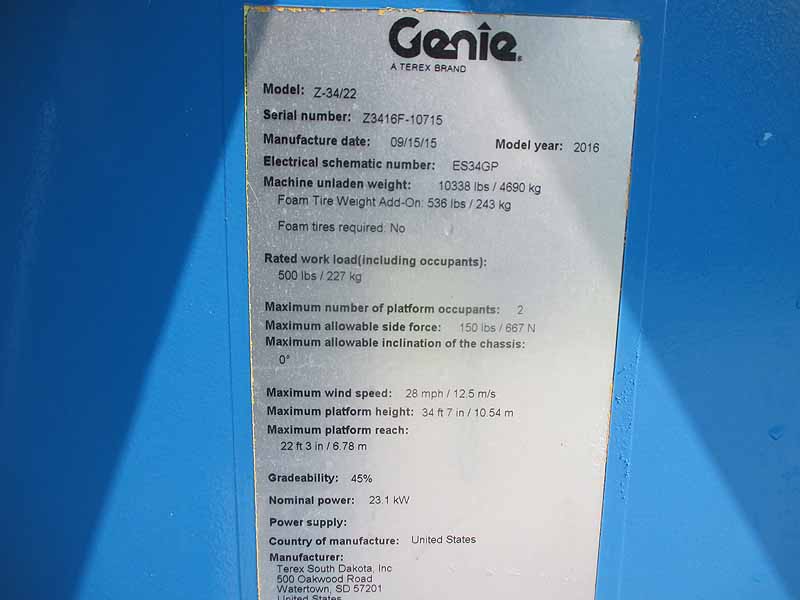 Genie
A TEREX BRAND
Model: Z-34/22
Serial number: Z3416F-10715
Manufacture date: 09/15/15 Model year: 2016
Electrical schematic number: ES34GP
Machine unladen weight: 10338 lbs / 4690 kg
Foam Tire Weight Add-On: 536 lbs / 243 kg
Foam tires required: No
Rated work load(including occupants):
500 lbs / 227 kg
Maximum number of platform occupants: 2
Maximum allowable side force: 150 lbs / 667 N
Maximum allowable inclination of the chassis:
0°
Maximum wind speed: 28 mph / 12.5 m/s
Maximum platform height: 34 ft 7 in / 10.54 m
Maximum platform reach:
22 ft 3 in / 6.78 m
Gradeability: 45%
Nominal power: 23.1 kW
Power supply:
Country of manufacture: United States
Manufacturer:
Terex South Dakota, Inc
500 Oakwood Road
Watertown, SD 57201
United States